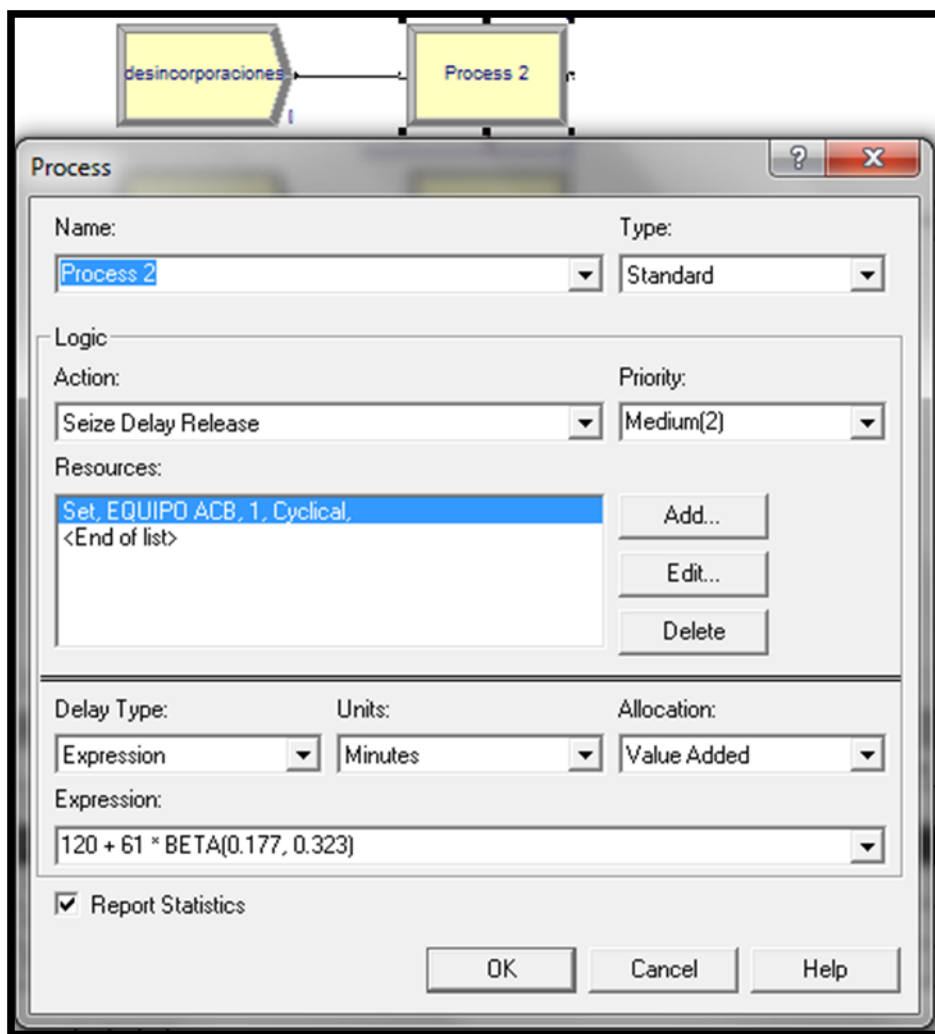 desincorporaciones
Process 2
0
Process
Name:
Type:
Process 2
Standard
Logic
Action:
Priority:
Seize Delay Release
Medium(2)
Resources:
Set, EQUIPO ACB, 1, Cyclical,
<End of list>
Add...
Edit...
Delete
Delay Type:
Units:
Allocation:
Expression
Minutes
Value Added
Expression:
120 + 61 * BETA(0.177, 0.323)
Report Statistics
OK
Cancel
Help